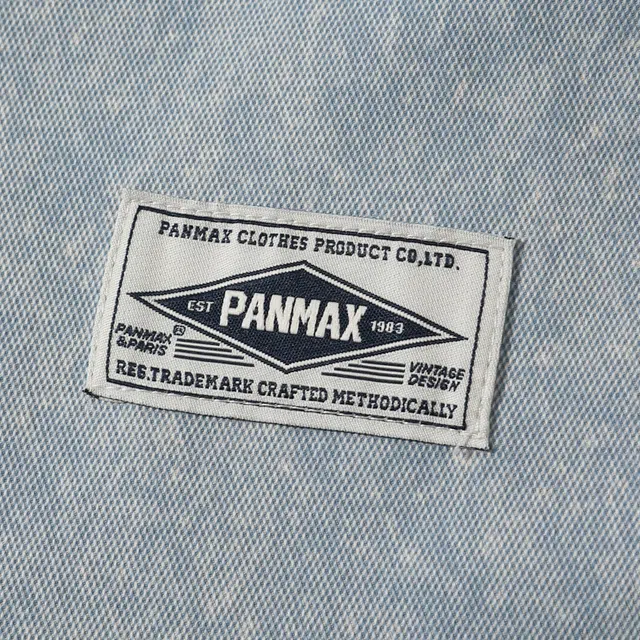 PANMAX CLOTHES PRODUCT CO,LTD.
EST PANMAX 1983
PANMAX ®
&PARIS
VINTAGE
DESIGN
REG.TRADEMARK CRAFTED METHODICALLY